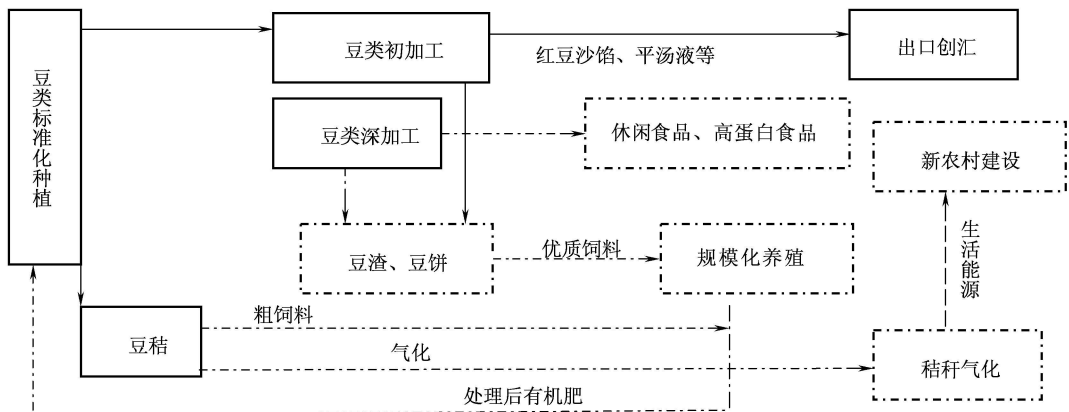 豆类标准化种植
豆类初加工
红豆沙馅、平汤液等
出口创汇
豆类深加工
休闲食品、高蛋白食品
新农村建设
豆渣、豆饼
优质饲料
规模化养殖
生活能源
粗饲料
豆秸
气化
秸秆气化
处理后有机肥